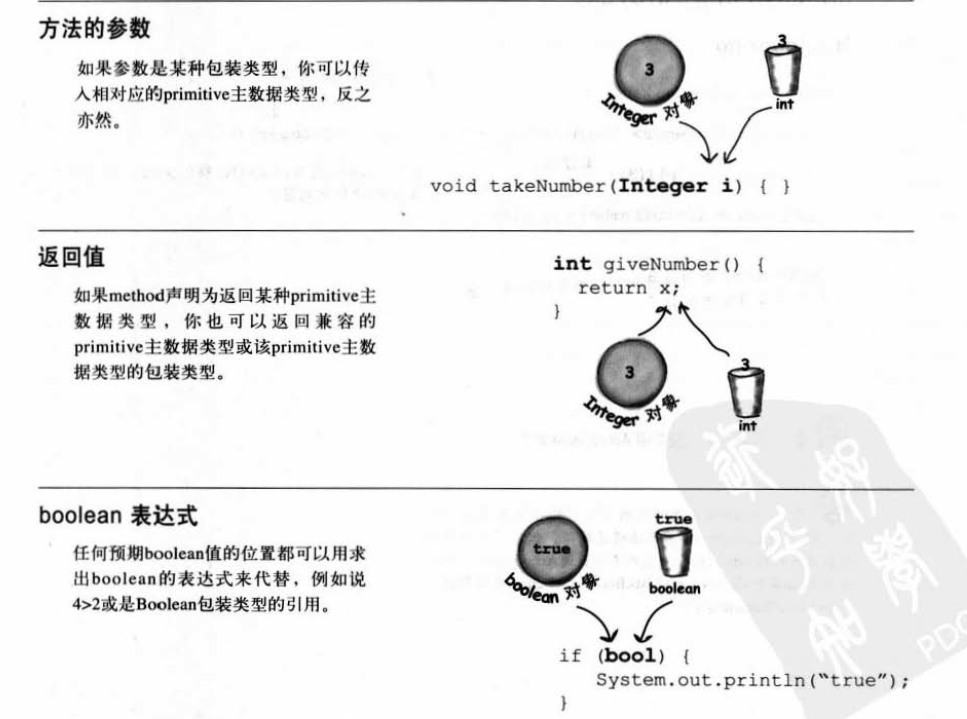 方法的参数
如果参数是某种包装类型，你可以传
入相对应的primitive主数据类型，反之
亦然。
3
3
Integer 对象
int
void takeNumber(Integer i) { }
返回值
如果method声明为返回某种primitive主
数据类型，你也可以返回兼容的
primitive主数据类型或该primitive主数
据类型的包装类型。
int giveNumber() {
return x;
}
3
3
Integer 对象
int
boolean 表达式
任何预期boolean值的位置都可以用求
出boolean的表达式来代替，例如说
4>2或是Boolean包装类型的引用。
true
true
boolean 对象
boolean
if (bool) {
System.out.println("true");
}
PDG